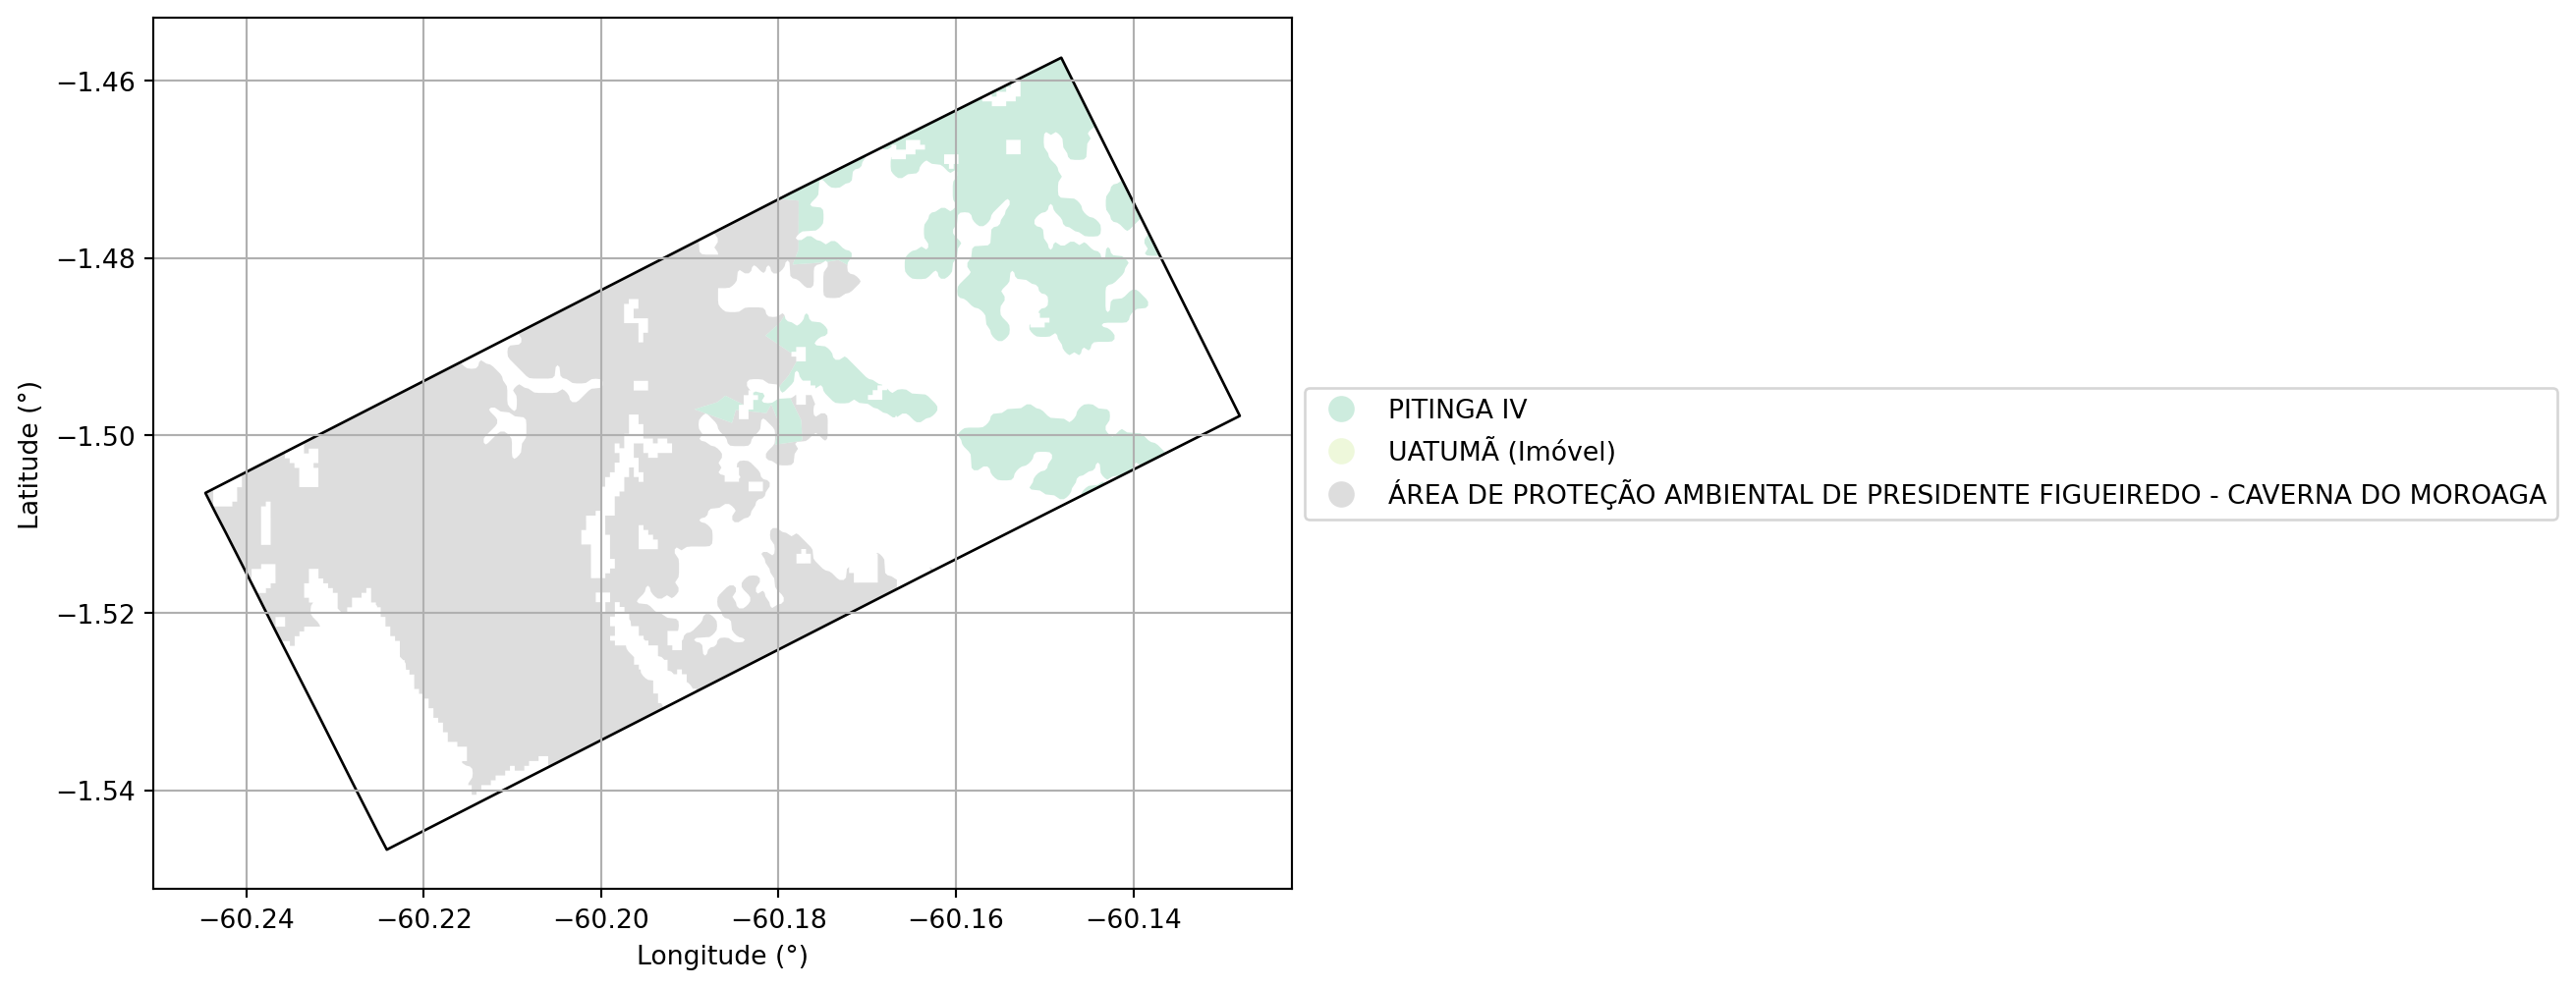 −1.46
−1.48
−1.50
−1.52
−1.54
Latitude (°)
−60.24 −60.22 −60.20 −60.18 −60.16 −60.14
Longitude (°)
PITINGA IV
UATUMÃ (Imóvel)
ÁREA DE PROTEÇÃO AMBIENTAL DE PRESIDENTE FIGUEIREDO - CAVERNA DO MOROAGA